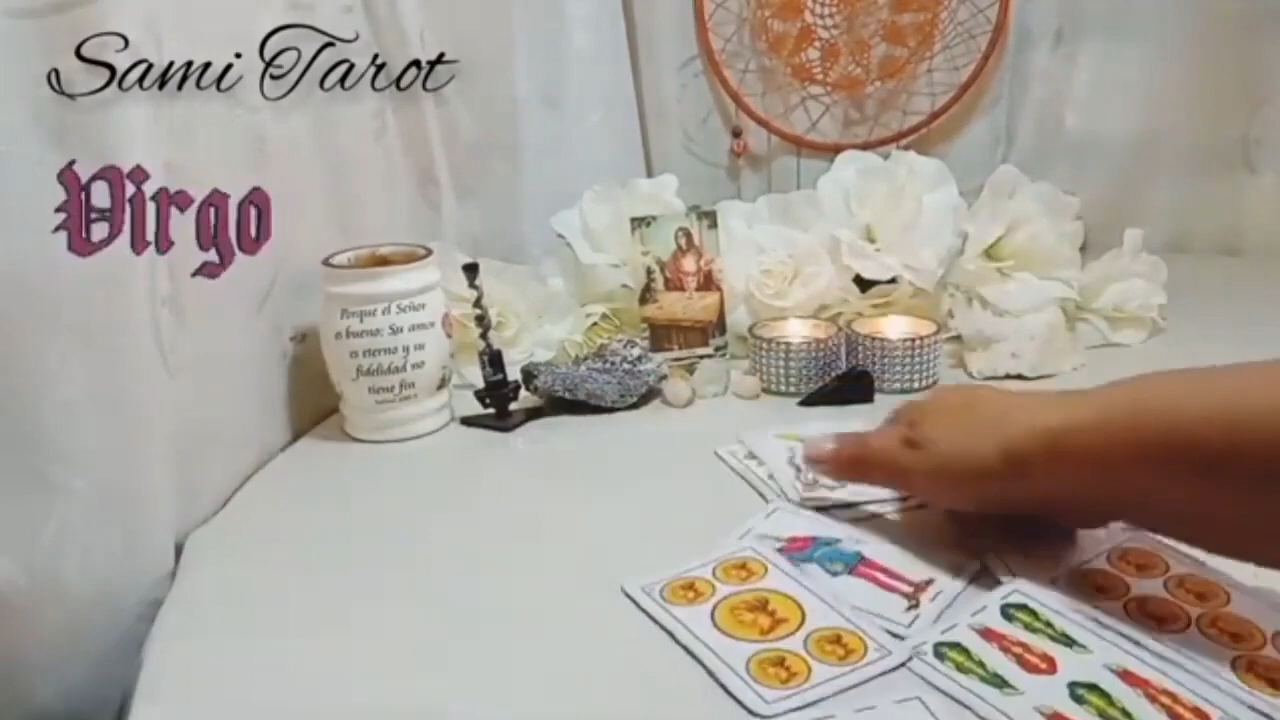 Sami Tarot
Virgo
Porque el Señor
es bueno; Su amor
es eterno y su
fidelidad no
tiene fin